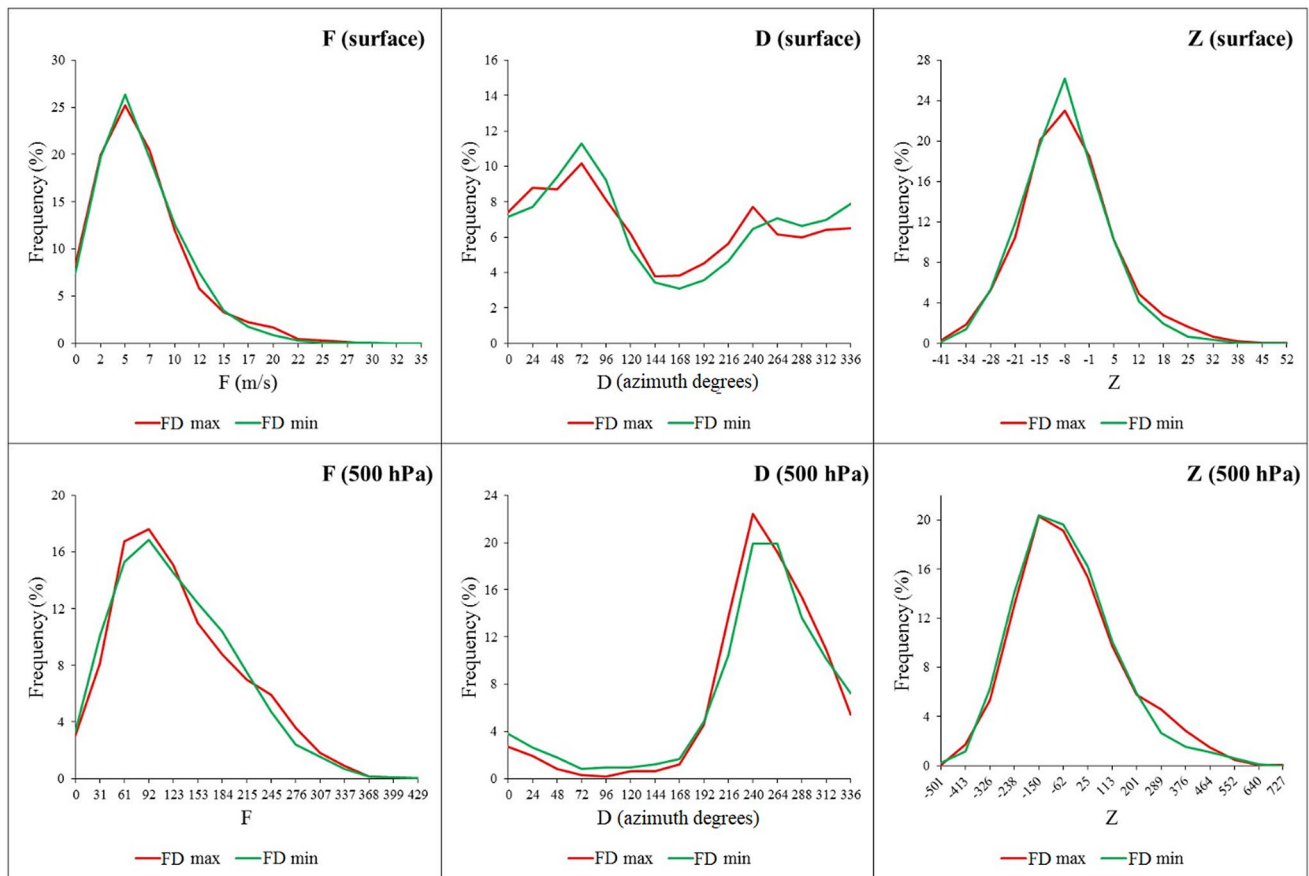 F (surface)
Frequency (%)
30
25
20
15
10
5
0
0 2 5 7 10 12 15 17 20 22 25 27 30 32 35
F (m/s)
FD max FD min
D (surface)
Frequency (%)
16
14
12
10
8
6
4
2
0
0 24 48 72 96 120 144 168 192 216 240 264 288 312 336
D (azimuth degrees)
FD max FD min
Z (surface)
Frequency (%)
28
24
20
16
12
8
4
0
-41 -34 -28 -21 -15 -8 -1 5 12 18 25 32 38 45 52
Z
FD max FD min
F (500 hPa)
Frequency (%)
20
16
12
8
4
0
0 31 61 92 123 153 184 215 245 276 307 337 368 399 429
F
FD max FD min
D (500 hPa)
Frequency (%)
24
20
16
12
8
4
0
0 24 48 72 96 120 144 168 192 216 240 264 288 312 336
D (azimuth degrees)
FD max FD min
Z (500 hPa)
Frequency (%)
20
16
12
8
4
0
-501 -413 -326 -238 -150 -62 25 113 201 289 376 464 552 640 727
Z
FD max FD min